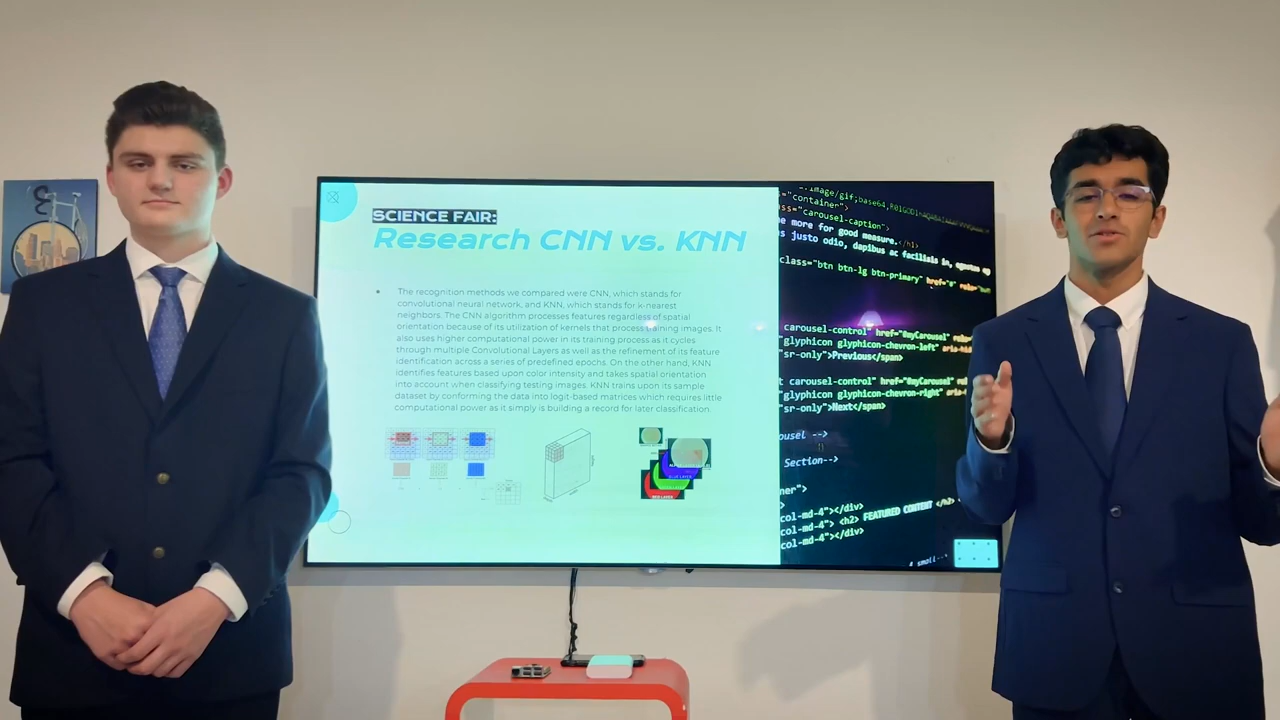 SCIENCE FAIR:
Research CNN vs. KNN
The recognition methods we compared were CNN, which stands for
convolutional neural network, and KNN, which stands for k-nearest
neighbors. The CNN algorithm processes features regardless of spatial
orientation because of its utilization of kernels that process training images. It
also uses higher computational power in its training process as it cycles
through multiple Convolutional Layers as well as the refinement of its feature
identification across a series of predefined epochs. On the other hand, KNN
identifies features based upon color intensity and takes spatial orientation
into account when classifying testing images. KNN trains upon its sample
dataset by conforming the data into logit-based matrices which requires little
computational power as it simply is building a record for later classification.
BLUE LAYER
RED LAYER
image/gif;base64,
="container">
ss="carousel-caption">
e more for good measure.</h1>
s justo odio, dapibus ac facilisis in, egestas
class="btn btn-lg btn-primary" href="#"
carousel-control" href="#myCarousel"
"glyphicon glyphicon-chevron-left"
"sr-only">Previous</span>
t carousel-control" href="#myCarousel"
"glyphicon glyphicon-chevron-right"
"sr-only">Next</span>
ousel -->
Section-->
ner">
col-md-4"></div>
col-md-4"> <h2> FEATURED CONTENT </h2>
col-md-4"></div>
small